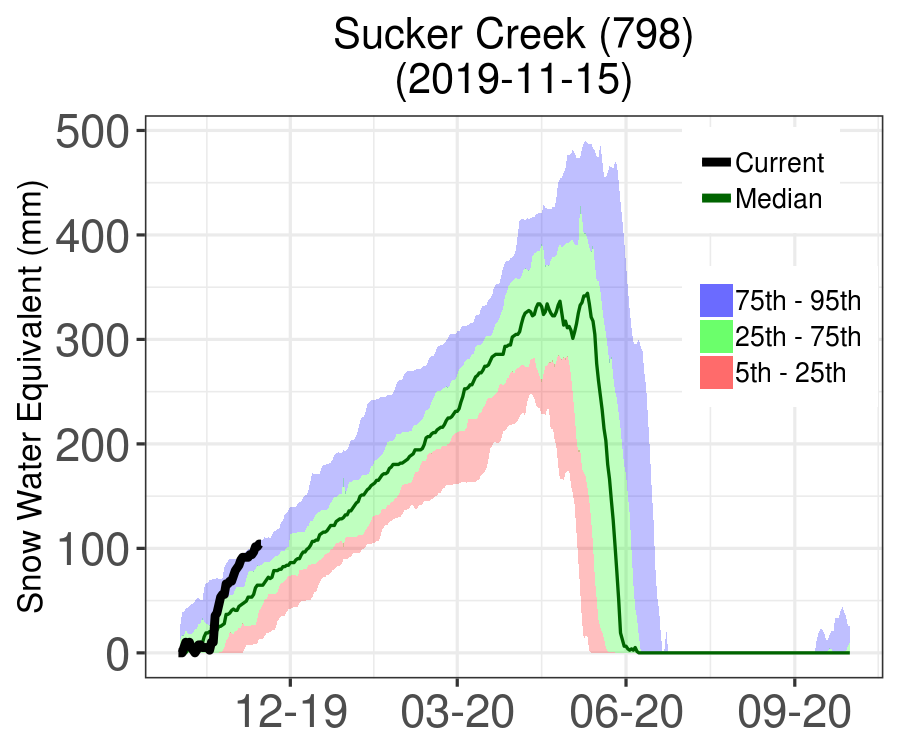 Sucker Creek (798)
(2019-11-15)
Snow Water Equivalent (mm)
500
400
300
200
100
0
12-19
03-20
06-20
09-20
Current
Median
75th - 95th
25th - 75th
5th - 25th